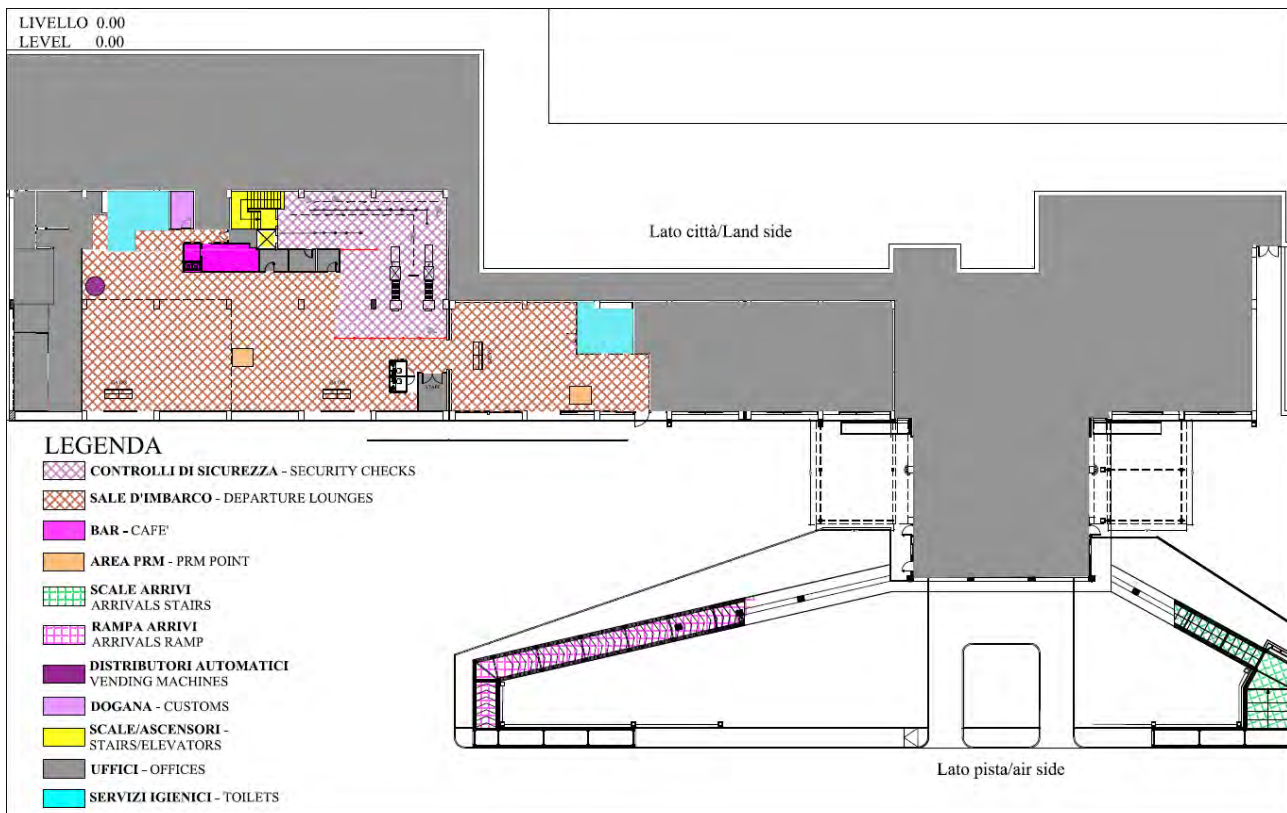 LIVELLO 0.00
LEVEL 0.00
Lato città/Land side
LEGENDA
CONTROLLI DI SICUREZZA - SECURITY CHECKS
SALE D'IMBARCO - DEPARTURE LOUNGES
BAR - CAFE'
AREA PRM - PRM POINT
SCALE ARRIVI
ARRIVALS STAIRS
RAMPA ARRIVI
ARRIVALS RAMP
DISTRIBUTORI AUTOMATICI
VENDING MACHINES
DOGANA - CUSTOMS
SCALE/ASCENSORI -
STAIRS/ELEVATORS
UFFICI - OFFICES
SERVIZI IGIENICI - TOILETS
Lato pista/air side